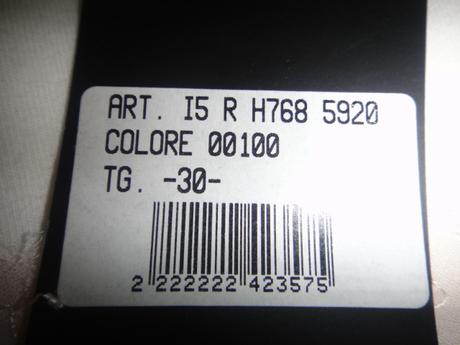 ART. I5 R H768 5920
COLORE 00100
TG. -30-
2 222222 423575